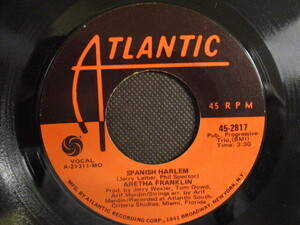 ATLANTIC
45 RPM
45-2817
Pub., Progressive
Trio,(BMI)
Time: 3:30
VOCAL
A-21311-MO
SPANISH HARLEM
(Jerry Leiber, Phil Spector)
ARETHA FRANKLIN
Prod. by Jerry Wexler, Tom Dowd,
Arif Mardin/Strings arr. by Arif
Mardin/Recorded at Atlantic South,
Criteria Studios, Miami, Florida
MFG. BY ATLANTIC RECORDING CORP., 1841 BROADWAY, NEW YORK, N.Y.